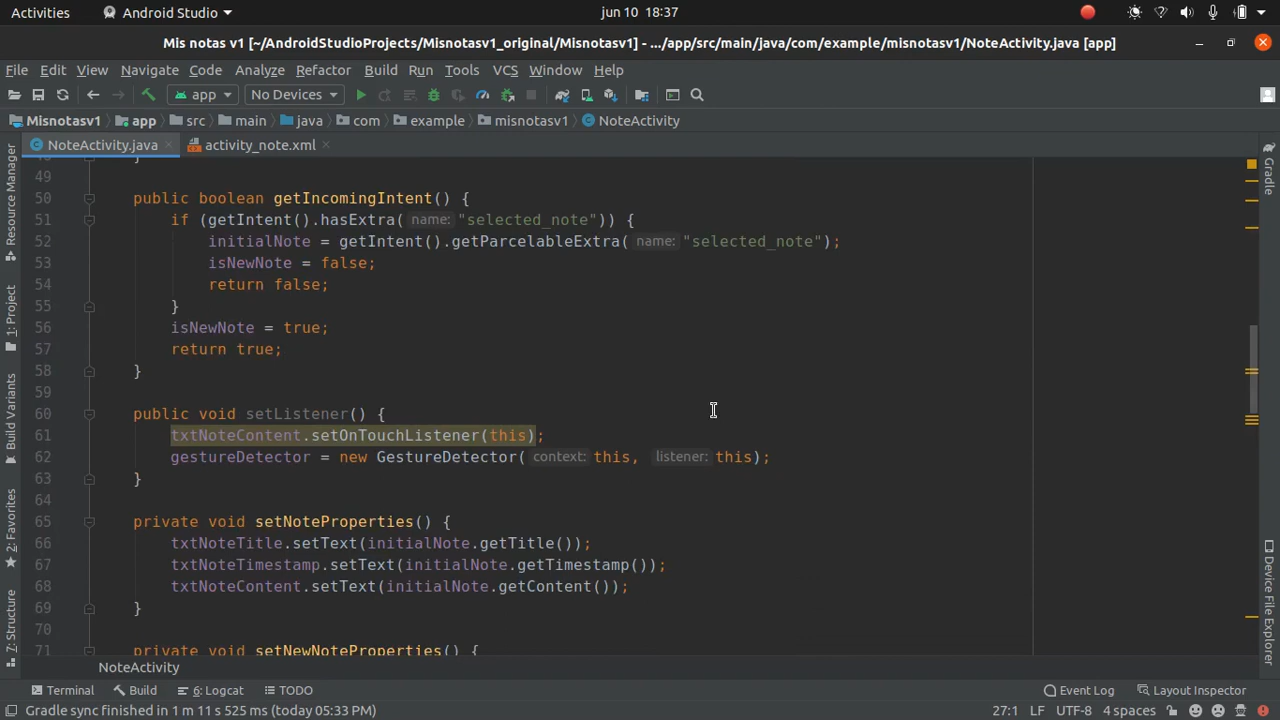 Activities Android Studio jun 10 18:37
Mis notas v1 [~/AndroidStudioProjects/Misnotasv1_original/Misnotasv1] - .../app/src/main/java/com/example/misnotasv1/NoteActivity.java [app]
File Edit View Navigate Code Analyze Refactor Build Run Tools VCS Window Help
app No Devices
Misnotasv1 app src main java com example misnotasv1 NoteActivity
NoteActivity.java activity_note.xml
Resource Manager
1: Project
Build Variants
2: Favorites
7: Structure
49
50 public boolean getIncomingIntent() {
51 if (getIntent().hasExtra( name: "selected_note")) {
52 initialNote = getIntent().getParcelableExtra( name: "selected_note");
53 isNewNote = false;
54 return false;
55 }
56 isNewNote = true;
57 return true;
58 }
59
60 public void setListener() {
61 txtNoteContent.setOnTouchListener(this);
62 gestureDetector = new GestureDetector( context: this, listener: this);
63 }
64
65 private void setNoteProperties() {
66 txtNoteTitle.setText(initialNote.getTitle());
67 txtNoteTimestamp.setText(initialNote.getTimestamp());
68 txtNoteContent.setText(initialNote.getContent());
69 }
70
71 private void setNewNoteProperties() {
Gradle
Device File Explorer
NoteActivity
Terminal Build 6: Logcat TODO Event Log Layout Inspector
Gradle sync finished in 1 m 11 s 525 ms (today 05:33 PM) 27:1 LF UTF-8 4 spaces